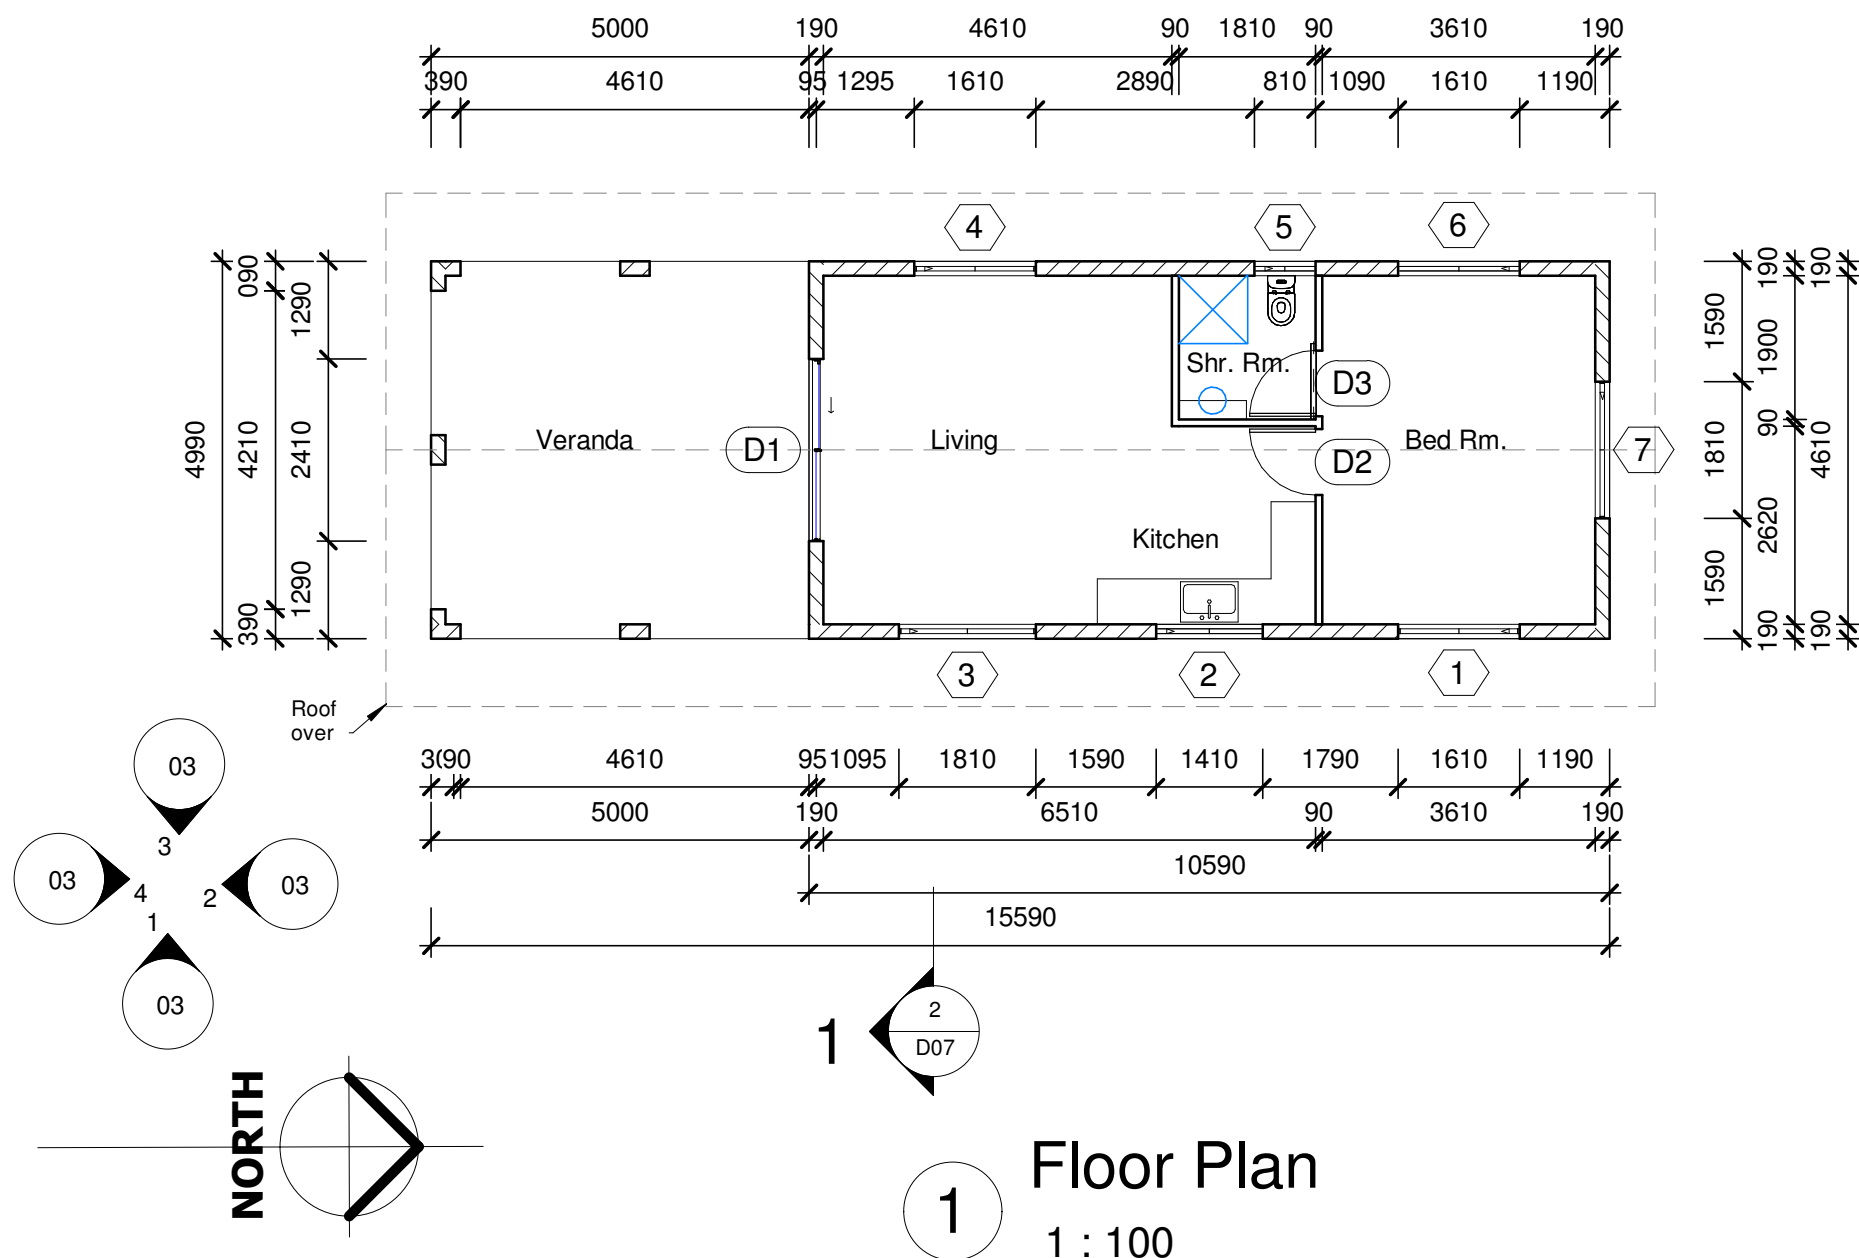 5000 190 4610 90 1810 90 3610 190
390 4610 95 1295 1610 2890 810 1090 1610 1190
4 5 6
4990
390 4210 090
1290 2410 1290
1590 1810 1590
190 2620 90 1900 190
190 4610 190
Shr. Rm.
D3
Veranda D1 Living D2 Bed Rm. 7
Kitchen
3 2 1
Roof
over
90 4610 95 1095 1810 1590 1410 1790 1610 1190
5000 190 6510 90 3610 190
10590
15590
03
3
03 4 2 03
1
03
1
2
D07
NORTH
1 Floor Plan
1 : 100